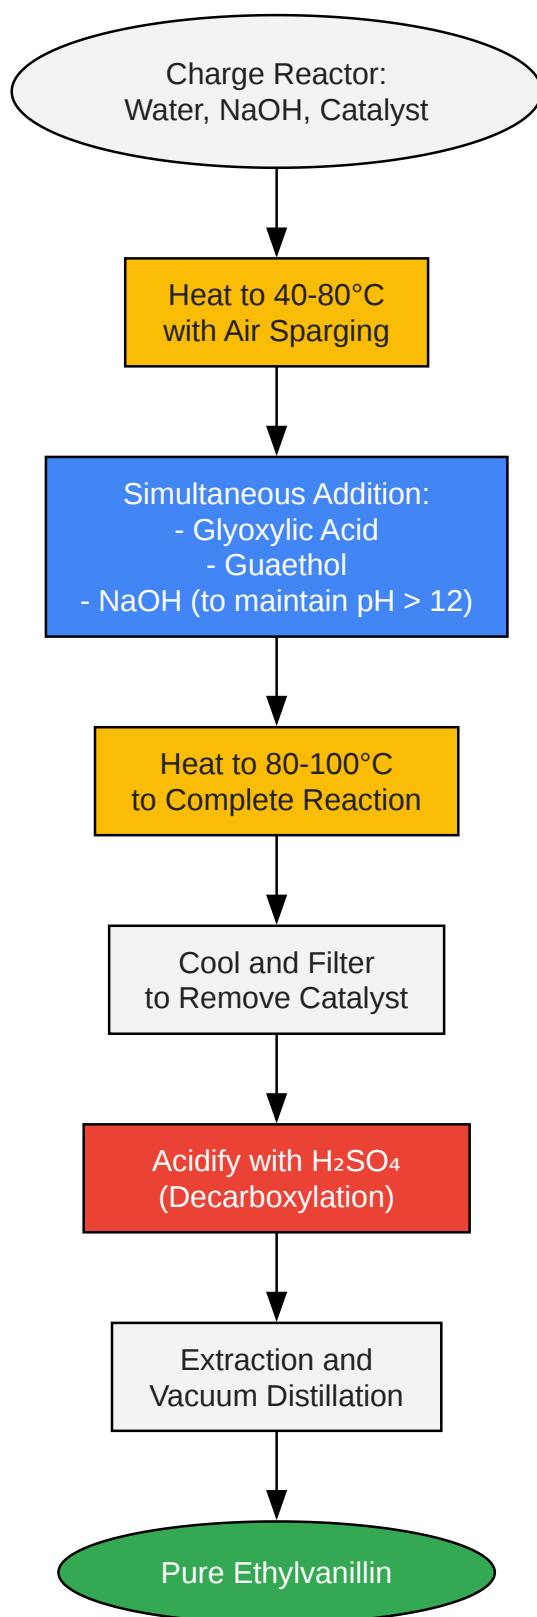 Charge Reactor:
Water, NaOH, Catalyst
Heat to 40-80°C
with Air Sparging
Simultaneous Addition:
- Glyoxylic Acid
- Guaethol
- NaOH (to maintain pH > 12)
Heat to 80-100°C
to Complete Reaction
Cool and Filter
to Remove Catalyst
Acidify with H₂SO₄
(Decarboxylation)
Extraction and
Vacuum Distillation
Pure Ethylvanillin